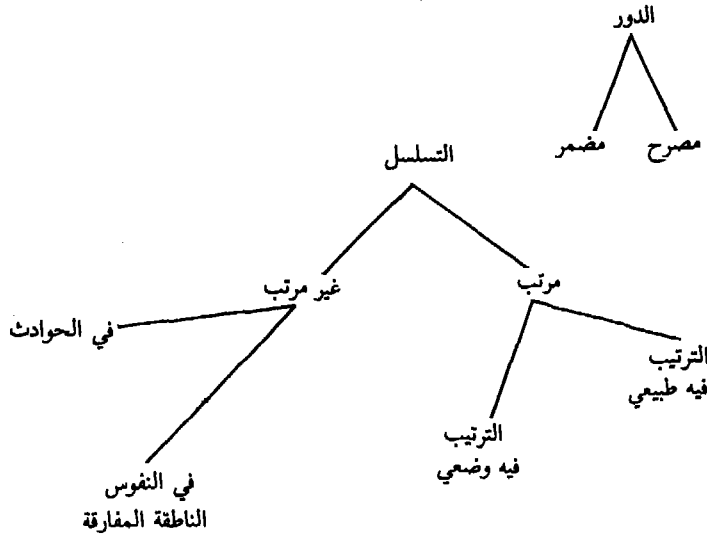 الدور
مصرح
مضمر
التسلسل
مرتب
غير مرتب
الترتيب
فيه طبيعي
الترتيب
فيه وضعي
في الحوادث
في النفوس
الناطقة المفارقة